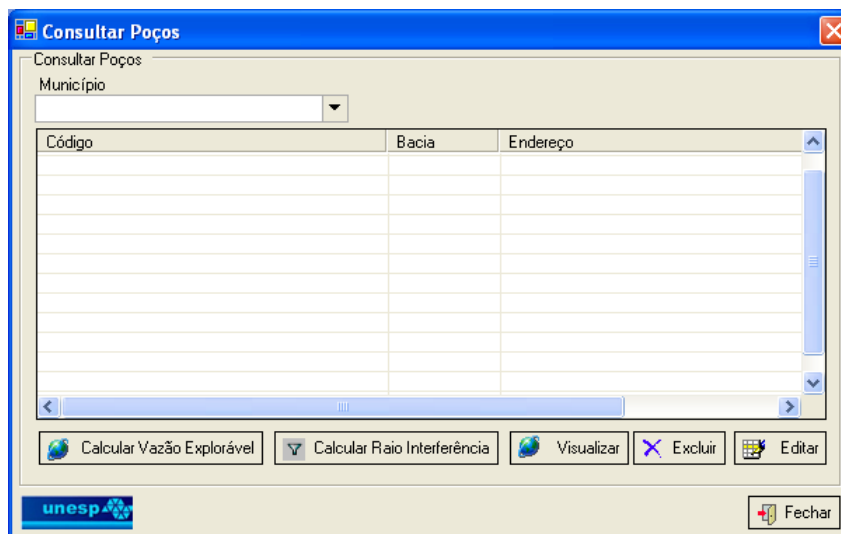 Consultar Poços
Consultar Poços
Município
Código Bacia Endereço
Calcular Vazão Explorável Calcular Raio Interferência Visualizar Excluir Editar
unesp Fechar